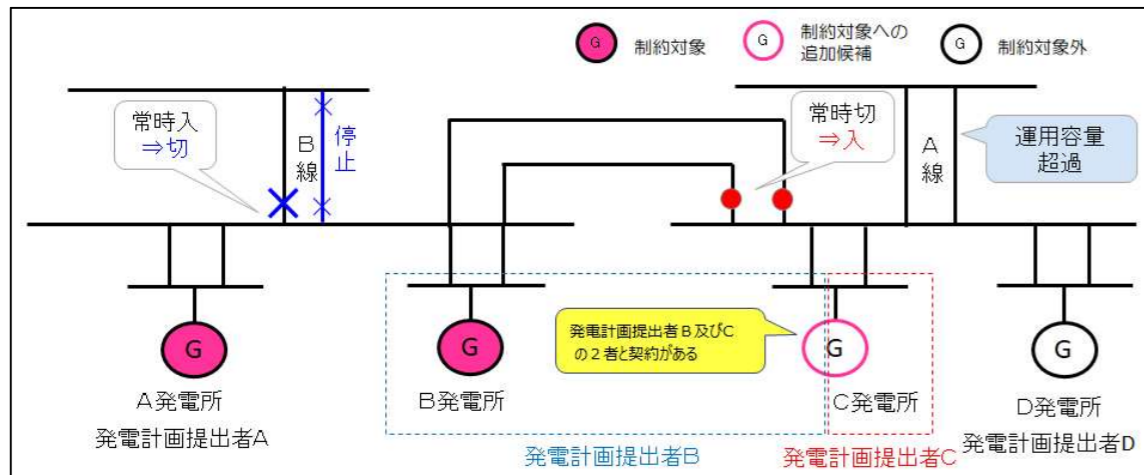 G 制約対象
G 制約対象への
追加候補
G 制約対象外
常時入
⇒切
B線
停止
常時切
⇒入
A線
運用容量
超過
発電計画提出者B及びC
の2者と契約がある
G
G
G
G
A発電所
発電計画提出者A
B発電所
C発電所
D発電所
発電計画提出者B
発電計画提出者C
発電計画提出者D